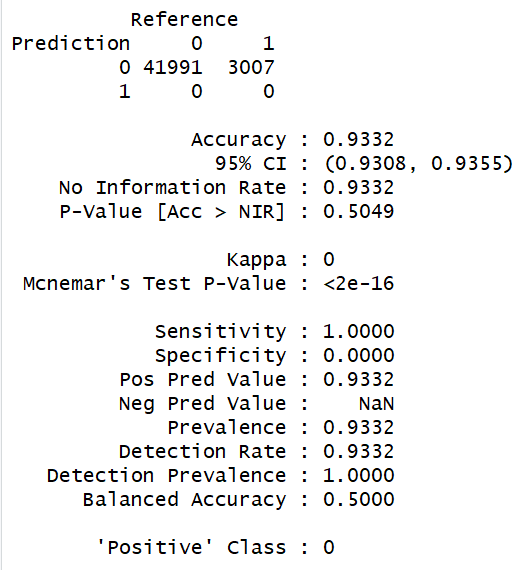 Reference
Prediction 0 1
0 41991 3007
1 0 0
Accuracy : 0.9332
95% CI : (0.9308, 0.9355)
No Information Rate : 0.9332
P-Value [Acc > NIR] : 0.5049
Kappa : 0
Mcnemar's Test P-Value : <2e-16
Sensitivity : 1.0000
Specificity : 0.0000
Pos Pred Value : 0.9332
Neg Pred Value : NaN
Prevalence : 0.9332
Detection Rate : 0.9332
Detection Prevalence : 1.0000
Balanced Accuracy : 0.5000
'Positive' Class : 0